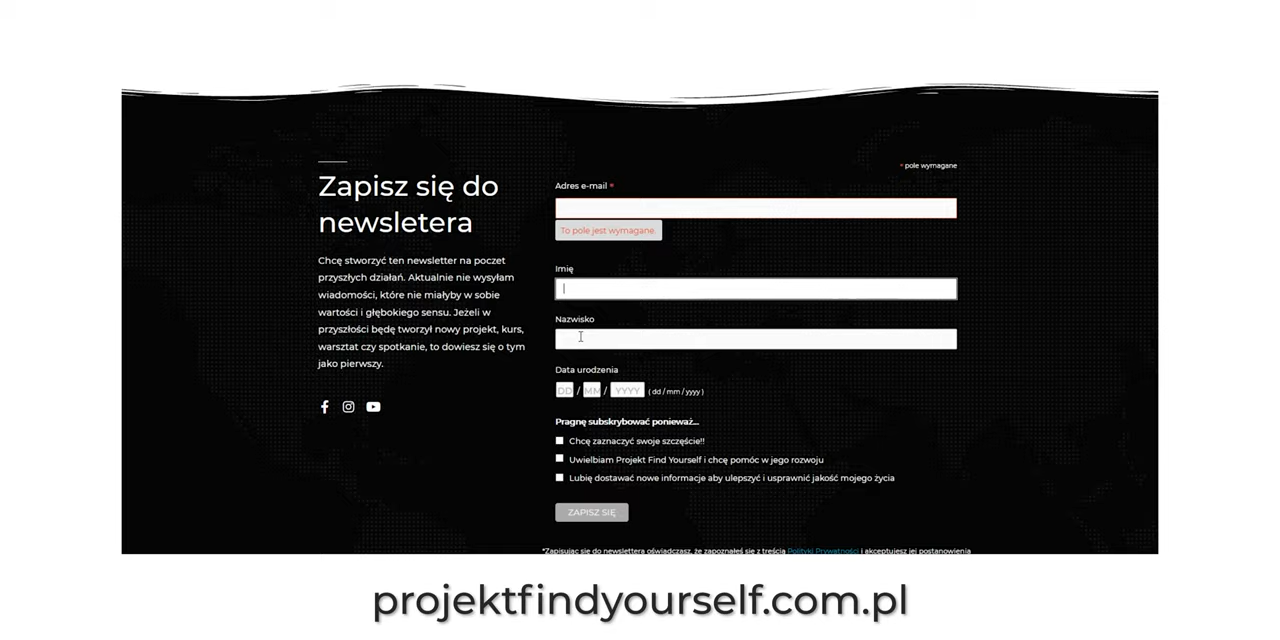 Zapisz się do
newsletera
Chcę stworzyć ten newsletter na poczet
przyszłych działań. Aktualnie nie wysyłam
wiadomości, które nie miałyby w sobie
wartości i głębokiego sensu. Jeżeli w
przyszłości będę tworzył nowy projekt, kurs,
warsztat czy spotkanie, to dowiesz się o tym
jako pierwszy.
* pole wymagane
Adres e-mail *
To pole jest wymagane.
Imię
Nazwisko
Data urodzenia
DD / MM / YYYY ( dd / mm / yyyy )
Pragnę subskrybować ponieważ...
Chcę zaznaczyć swoje szczęście!!
Uwielbiam Projekt Find Yourself i chcę pomóc w jego rozwoju
Lubię dostawać nowe informacje aby ulepszyć i usprawnić jakość mojego życia
ZAPISZ SIĘ
*Zapisując się do newslettera oświadczasz, że zapoznałeś się z treścią Polityki Prywatności i akceptujesz jej postanowienia
projektfindyourself.com.pl